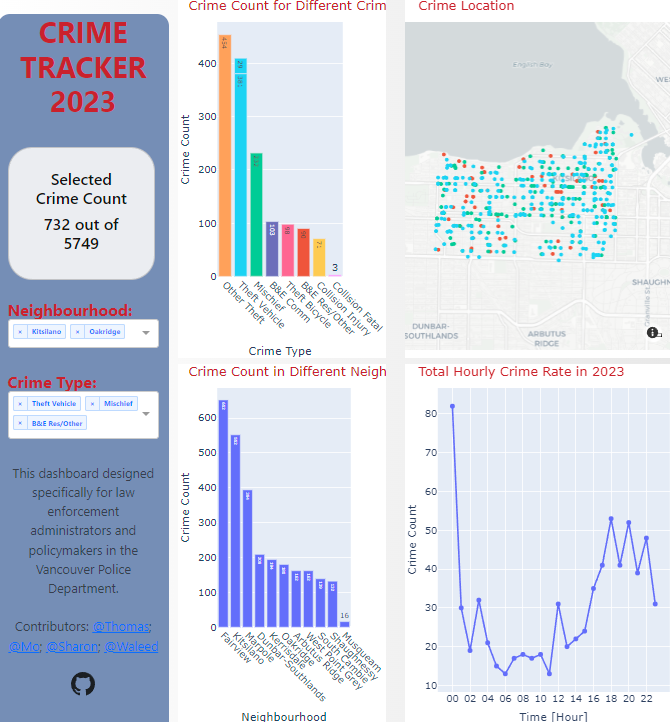 CRIME
TRACKER
2023
Selected
Crime Count
732 out of
5749
Neighbourhood:
× Kitsilano × Oakridge
Crime Type:
× Theft Vehicle × Mischief
× B&E Res/Other
This dashboard designed
specifically for law
enforcement
administrators and
policymakers in the
Vancouver Police
Department.
Contributors: @Thomas;
@Mo; @Sharon; @Waleed
Crime Count for Different Crim
Crime Count
400
300
200
100
0
454
29
381
232
103
98
71
3
Other Theft
Theft Vehicle
Mischief
B&E Comm
Theft Bicycle
B&E Res/Other
Collision Injury
Collision Fatal
Crime Type
Crime Location
English Bay
WES
SHAUGHN
Granville St
DUNBAR-
SOUTHLANDS
ARBUTUS
RIDGE
Crime Count in Different Neigh
Crime Count
600
500
400
300
200
100
0
16
Fairview
Kitsilano
Marpole
Dunbar-Southlands
Kerrisdale
Oakridge
Arbutus Ridge
West Point Grey
South Cambie
Shaughnessy
Musqueam
Neighbourhood
Total Hourly Crime Rate in 2023
Crime Count
80
70
60
50
40
30
20
10
00 02 04 06 08 10 12 14 16 18 20 22
Time [Hour]